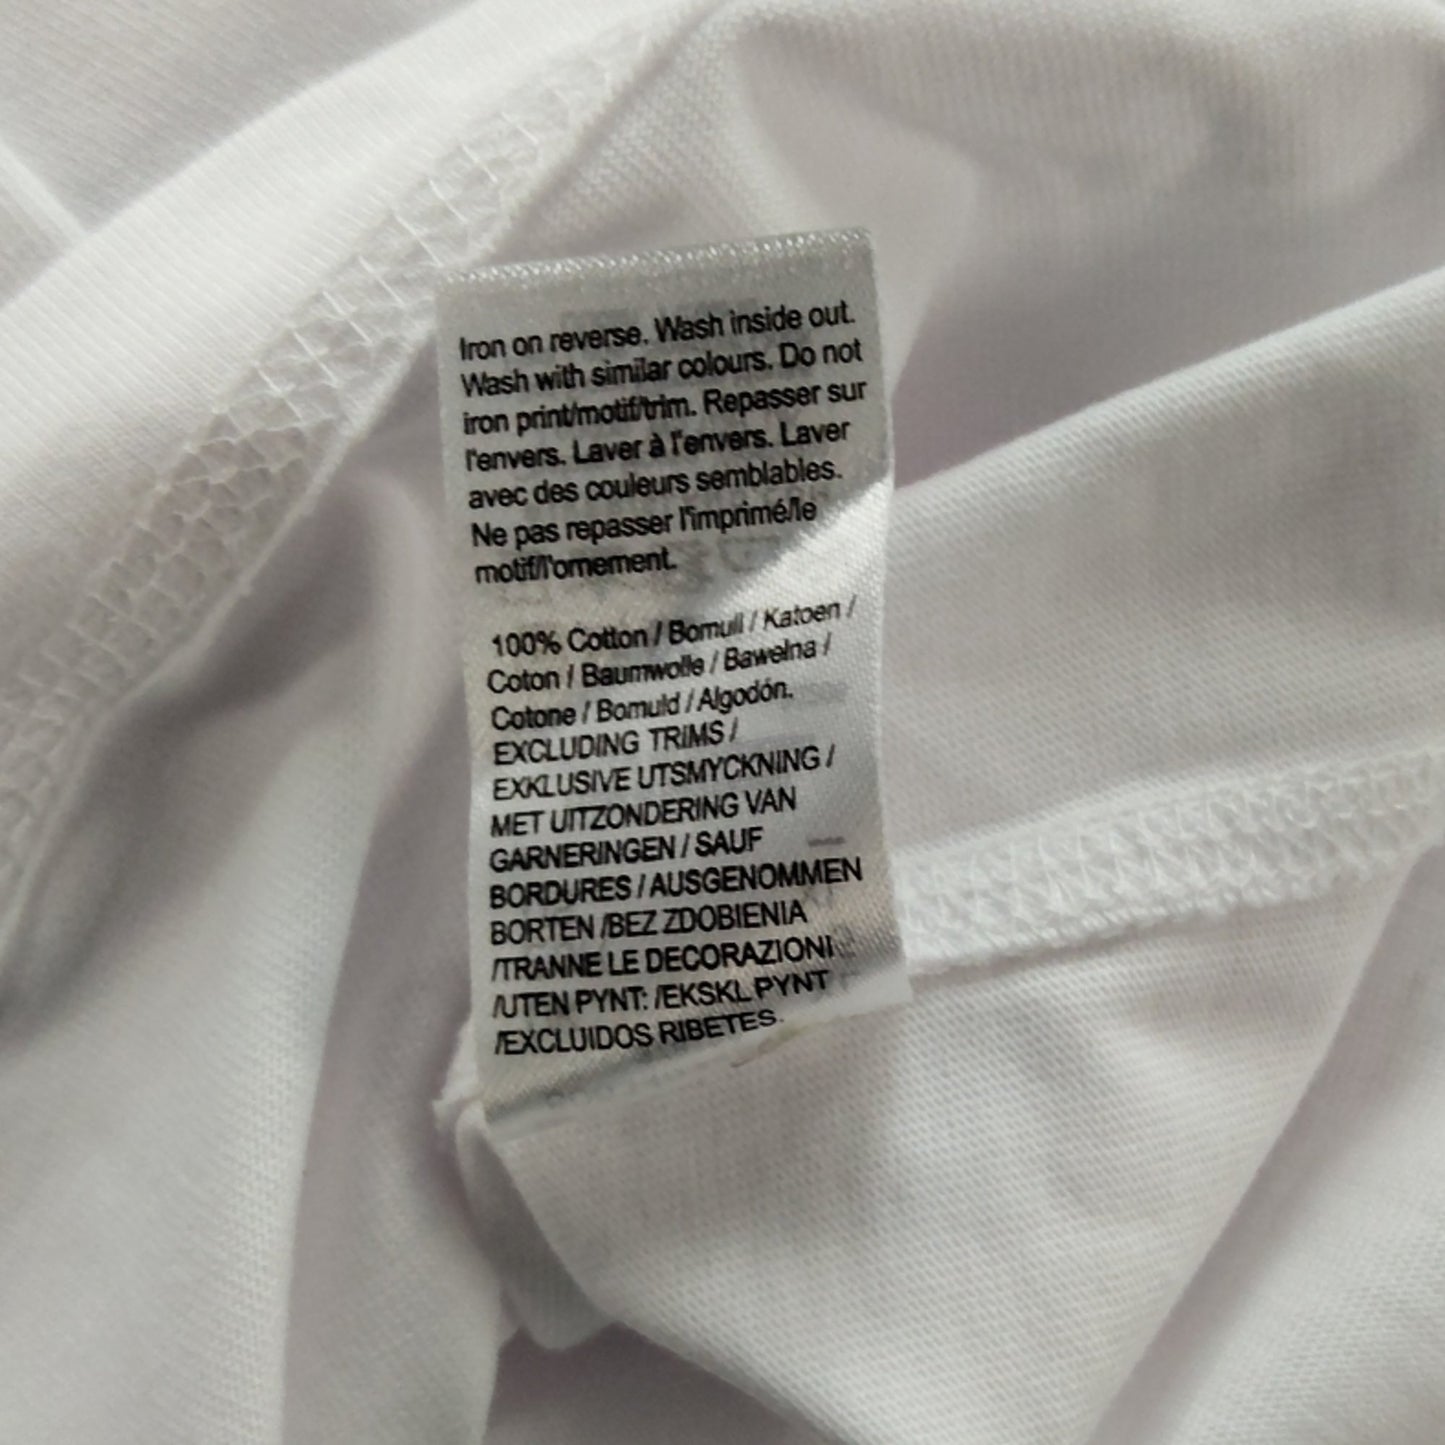 Iron on reverse. Wash inside out.
Wash with similar colours. Do not
iron print/motif/trim. Repasser sur
l'envers. Laver à l'envers. Laver
avec des couleurs semblables.
Ne pas repasser l'imprimé/le
motif/l'ornement.
100% Cotton / Bomull / Katoen /
Coton / Baumwolle / Bawełna /
Cotone / Bomuld / Algodón.
EXCLUDING TRIMS /
EXKLUSIVE UTSMYCKNING /
MET UITZONDERING VAN
GARNERINGEN / SAUF
BORDURES / AUSGENOMMEN
BORTEN /BEZ ZDOBIENIA
/TRANNE LE DECORAZIONI
/UTEN PYNT: /EKSKL PYNT
/EXCLUIDOS RIBETES.